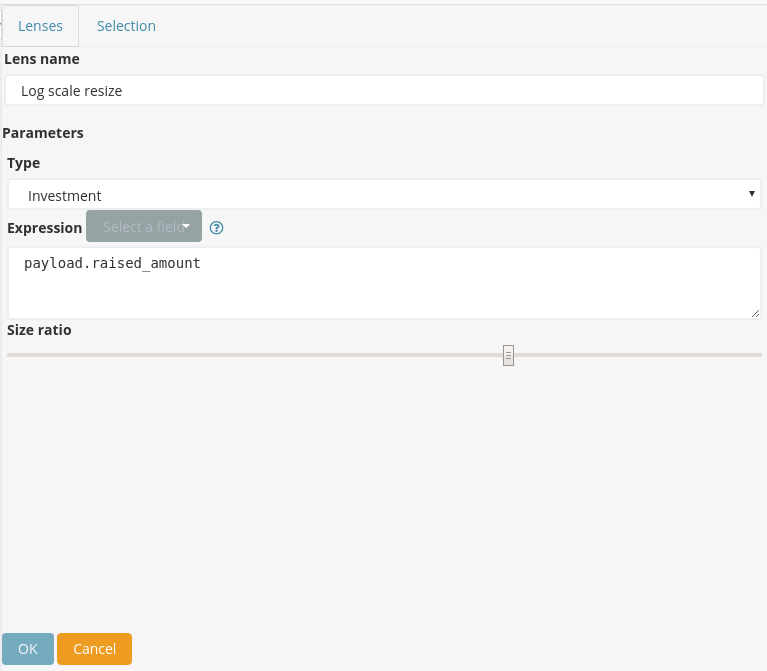 Lenses Selection
Lens name
Log scale resize
Parameters
Type
Investment
Expression Select a field ?
payload.raised_amount
Size ratio
OK Cancel